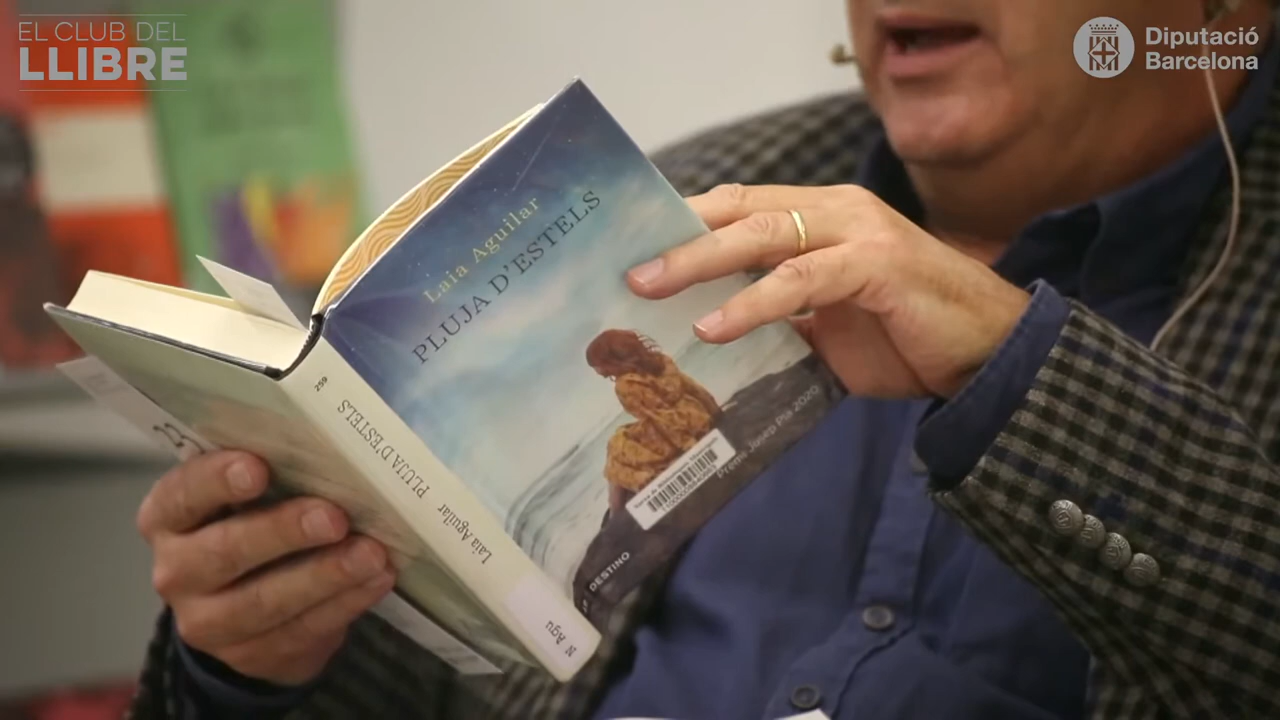 EL CLUB DEL
LLIBRE
Diputació
Barcelona
Laia Aguilar
PLUJA D'ESTELS
Premi Josep Pla 2020
DESTINO
259
PLUJA D'ESTELS
Laia Aguilar
N Agu